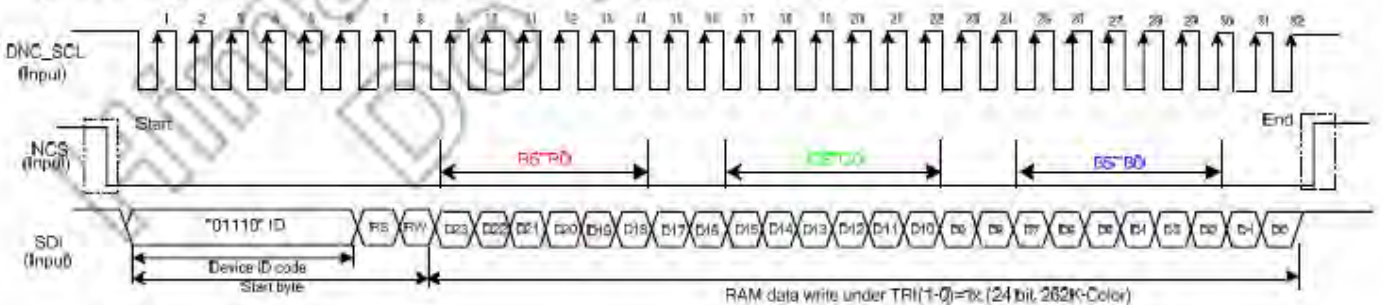 1 2 3 4 5 6 7 8 9 10 11 12 13 14 15 16 17 18 19 20 21 22 23 24 25 26 27 28 29 30 31 32
DNC_SCL
(Input)
Start
End
NCS
(Input)
R5~R0
B5~B0
SDI
(Input)
"01110" ID
RS
RW
D23 D22 D21 D20 D19 D18 D17 D16 D15 D14 D13 D12 D11 D10 D9 D8 D7 D6 D5 D4 D3 D2 D1 D0
Device ID code
Start byte
RAM data write under TRI(1-0)=1x (24 bit, 262K-Color)